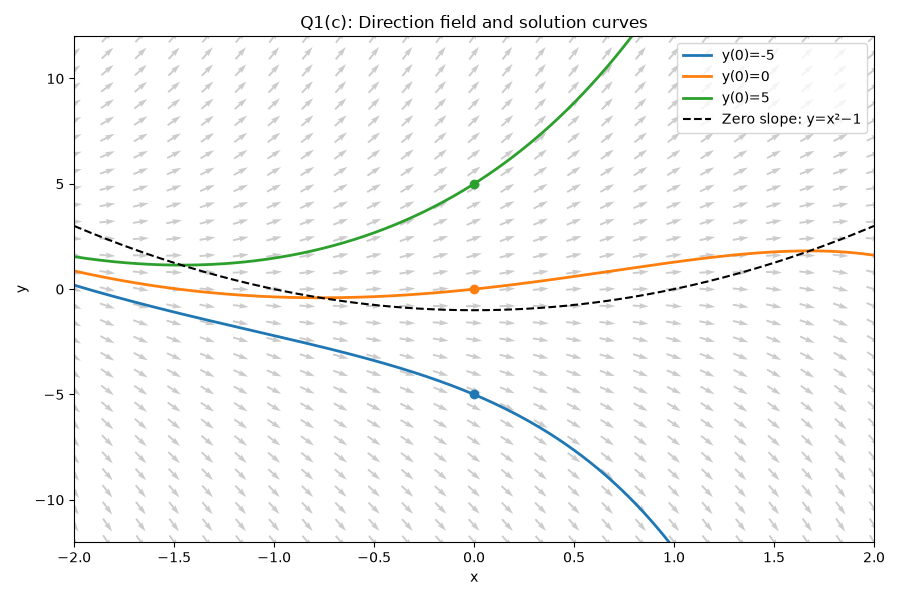 Q1(c): Direction field and solution curves
y(0)=-5
y(0)=0
y(0)=5
Zero slope: y=x²−1
10
5
0
−5
−10
y
−2.0 −1.5 −1.0 −0.5 0.0 0.5 1.0 1.5 2.0
x